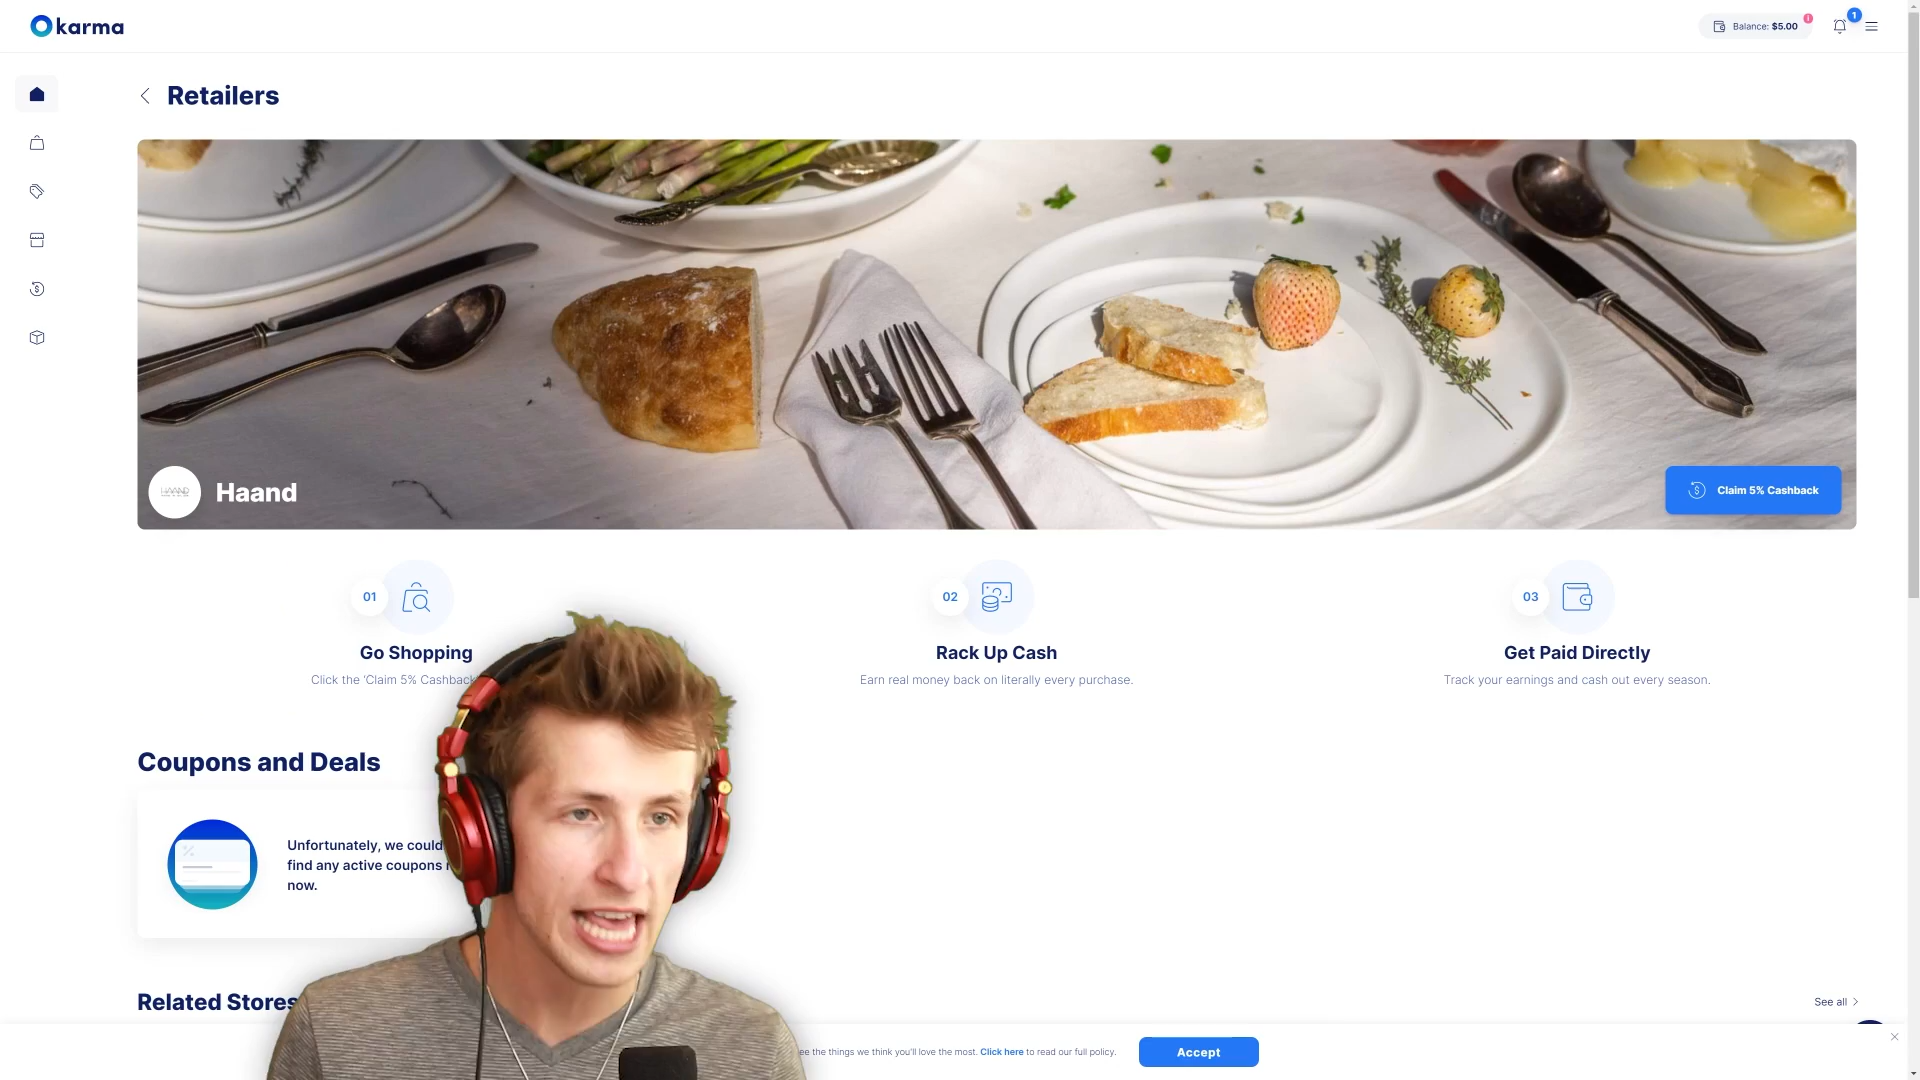 karma
Balance: $5.00
1
Retailers
HAAND
Haand
Claim 5% Cashback
01
02
03
Go Shopping
Rack Up Cash
Get Paid Directly
Click the 'Claim 5% Cashback
Earn real money back on literally every purchase.
Track your earnings and cash out every season.
Coupons and Deals
Unfortunately, we could
find any active coupons
now.
Related Stores
See all
the things we think you'll love the most. Click here to read our full policy.
Accept